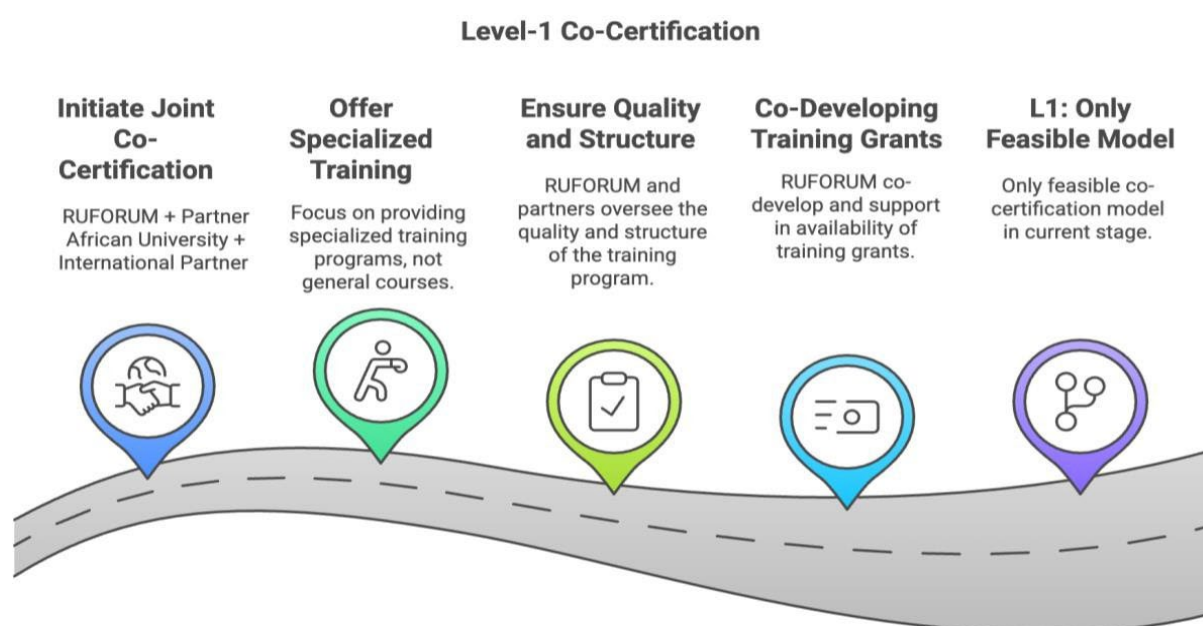 Level-1 Co-Certification
Initiate Joint
Co-
Certification
RUFORUM + Partner
African University +
International Partner
Offer
Specialized
Training
Focus on providing
specialized training
programs, not
general courses.
Ensure Quality
and Structure
RUFORUM and
partners oversee the
quality and structure
of the training
program.
Co-Developing
Training Grants
RUFORUM co-
develop and support
in availability of
training grants.
L1: Only
Feasible Model
Only feasible co-
certification model
in current stage.